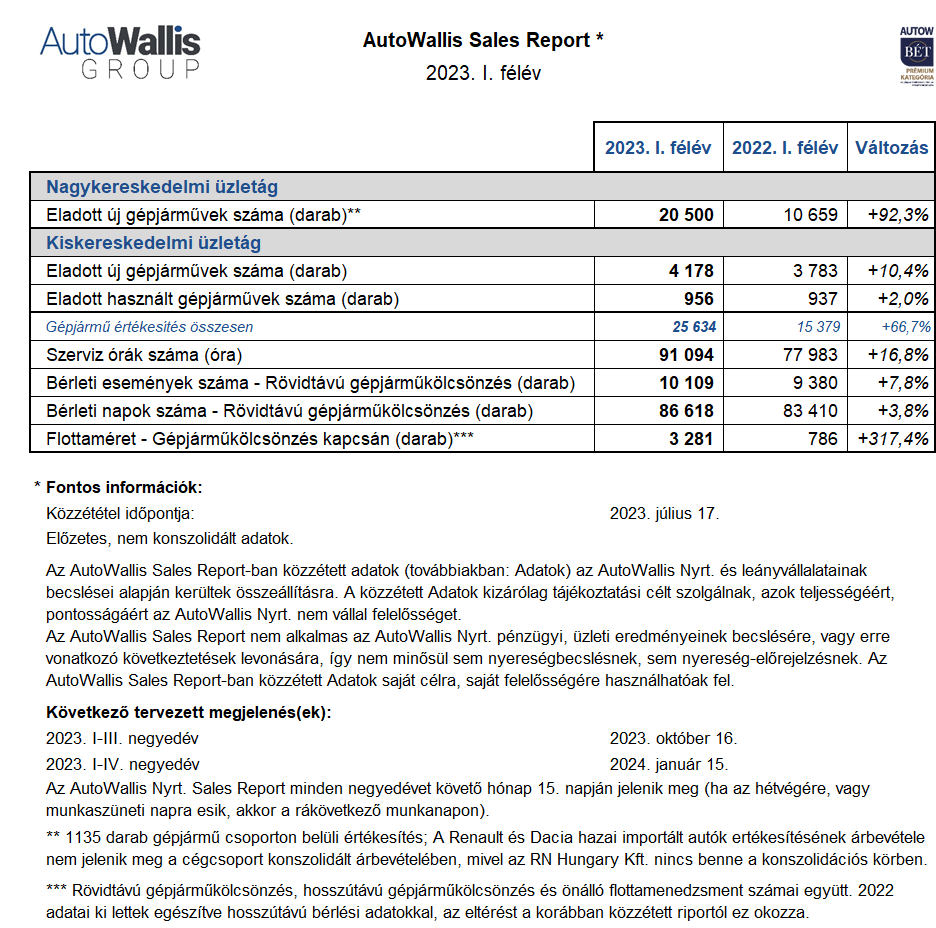 AutoWallis
GROUP
AutoWallis Sales Report *
2023. I. félév
AUTOW
BÉT
PRÉMIUM
KATEGÓRIA
2023. I. félév 2022. I. félév Változás
Nagykereskedelmi üzletág
Eladott új gépjárművek száma (darab)** 20 500 10 659 +92,3%
Kiskereskedelmi üzletág
Eladott új gépjárművek száma (darab) 4 178 3 783 +10,4%
Eladott használt gépjárművek száma (darab) 956 937 +2,0%
Gépjármű értékesítés összesen 25 634 15 379 +66,7%
Szerviz órák száma (óra) 91 094 77 983 +16,8%
Bérleti események száma - Rövidtávú gépjárműkölcsönzés (darab) 10 109 9 380 +7,8%
Bérleti napok száma - Rövidtávú gépjárműkölcsönzés (darab) 86 618 83 410 +3,8%
Flottaméret - Gépjárműkölcsönzés kapcsán (darab)*** 3 281 786 +317,4%
* Fontos információk:
Közzététel időpontja: 2023. július 17.
Előzetes, nem konszolidált adatok.
Az AutoWallis Sales Report-ban közzétett adatok (továbbiakban: Adatok) az AutoWallis Nyrt. és leányvállalatainak
becslései alapján kerültek összeállításra. A közzétett Adatok kizárólag tájékoztatási célt szolgálnak, azok teljességéért,
pontosságáért az AutoWallis Nyrt. nem vállal felelősséget.
Az AutoWallis Sales Report nem alkalmas az AutoWallis Nyrt. pénzügyi, üzleti eredményeinek becslésére, vagy erre
vonatkozó következtetések levonására, így nem minősül sem nyereségbecslésnek, sem nyereség-előrejelzésnek. Az
AutoWallis Sales Report-ban közzétett Adatok saját célra, saját felelősségére használhatóak fel.
Következő tervezett megjelenés(ek):
2023. I-III. negyedév 2023. október 16.
2023. I-IV. negyedév 2024. január 15.
Az AutoWallis Nyrt. Sales Report minden negyedévet követő hónap 15. napján jelenik meg (ha az hétvégére, vagy
munkaszüneti napra esik, akkor a rákövetkező munkanapon).
** 1135 darab gépjármű csoporton belüli értékesítés; A Renault és Dacia hazai importált autók értékesítésének árbevétele
nem jelenik meg a cégcsoport konszolidált árbevételében, mivel az RN Hungary Kft. nincs benne a konszolidációs körben.
*** Rövidtávú gépjárműkölcsönzés, hosszútávú gépjárműkölcsönzés és önálló flottamenedzsment számai együtt. 2022
adatai ki lettek egészítve hosszútávú bérlési adatokkal, az eltérést a korábban közzétett riportól ez okozza.